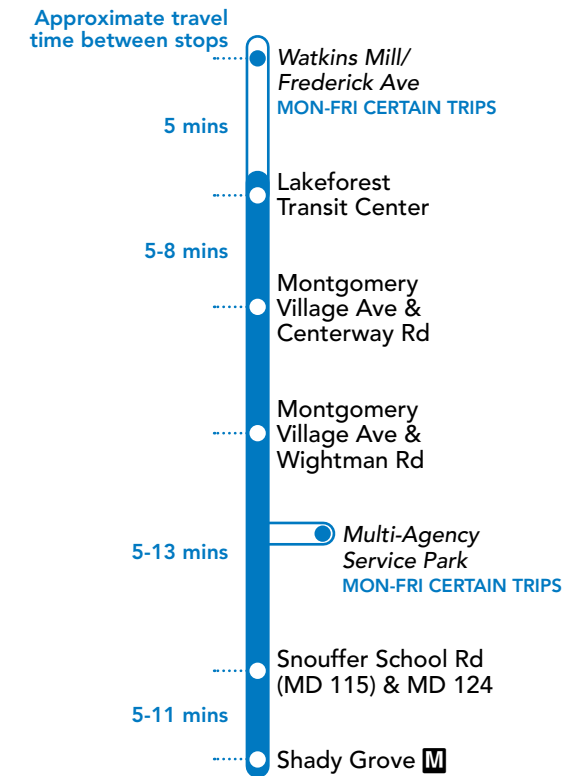 Approximate travel
time between stops
Watkins Mill/
Frederick Ave
MON-FRI CERTAIN TRIPS
5 mins
Lakeforest
Transit Center
5-8 mins
Montgomery
Village Ave &
Centerway Rd
Montgomery
Village Ave &
Wightman Rd
Multi-Agency
Service Park
MON-FRI CERTAIN TRIPS
5-13 mins
Snouffer School Rd
(MD 115) & MD 124
5-11 mins
Shady Grove M